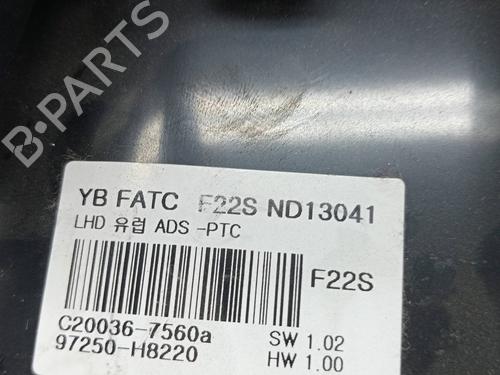 B-PARTS
YB FATC F22S ND13041
LHD 유럽 ADS -PTC
F22S
C20036-7560a SW 1.02
97250-H8220 HW 1.00